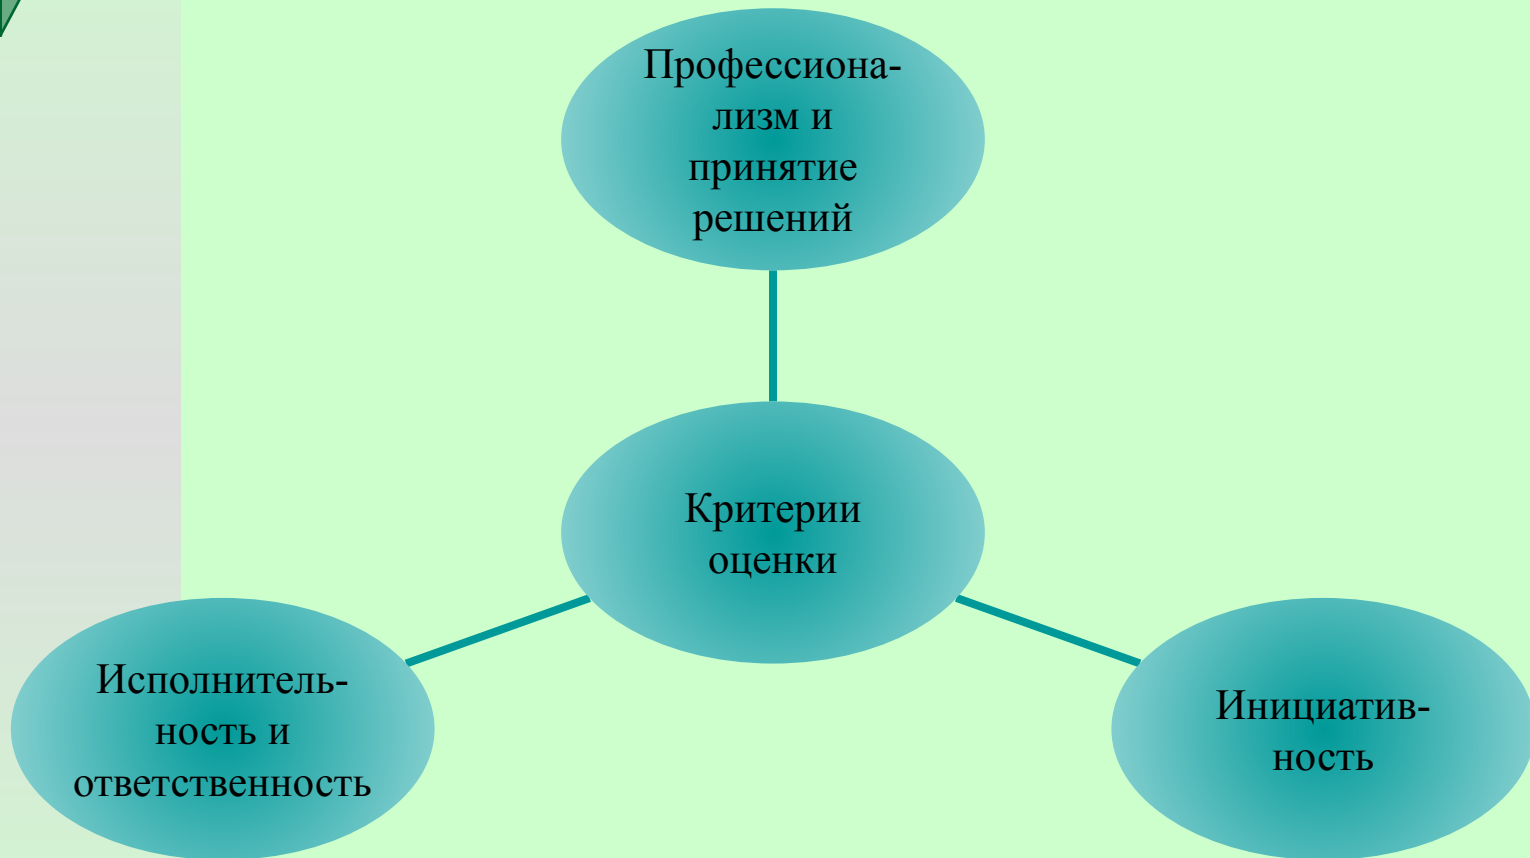 Профессиона-
лизм и
принятие
решений
Критерии
оценки
Исполнитель-
ность и
ответственность
Инициатив-
ность